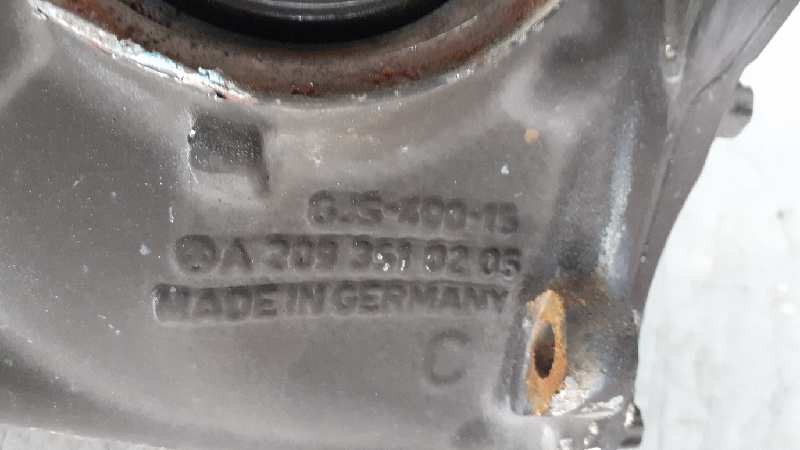 GJS-400-15
A 209 351 02 05
MADE IN GERMANY
C